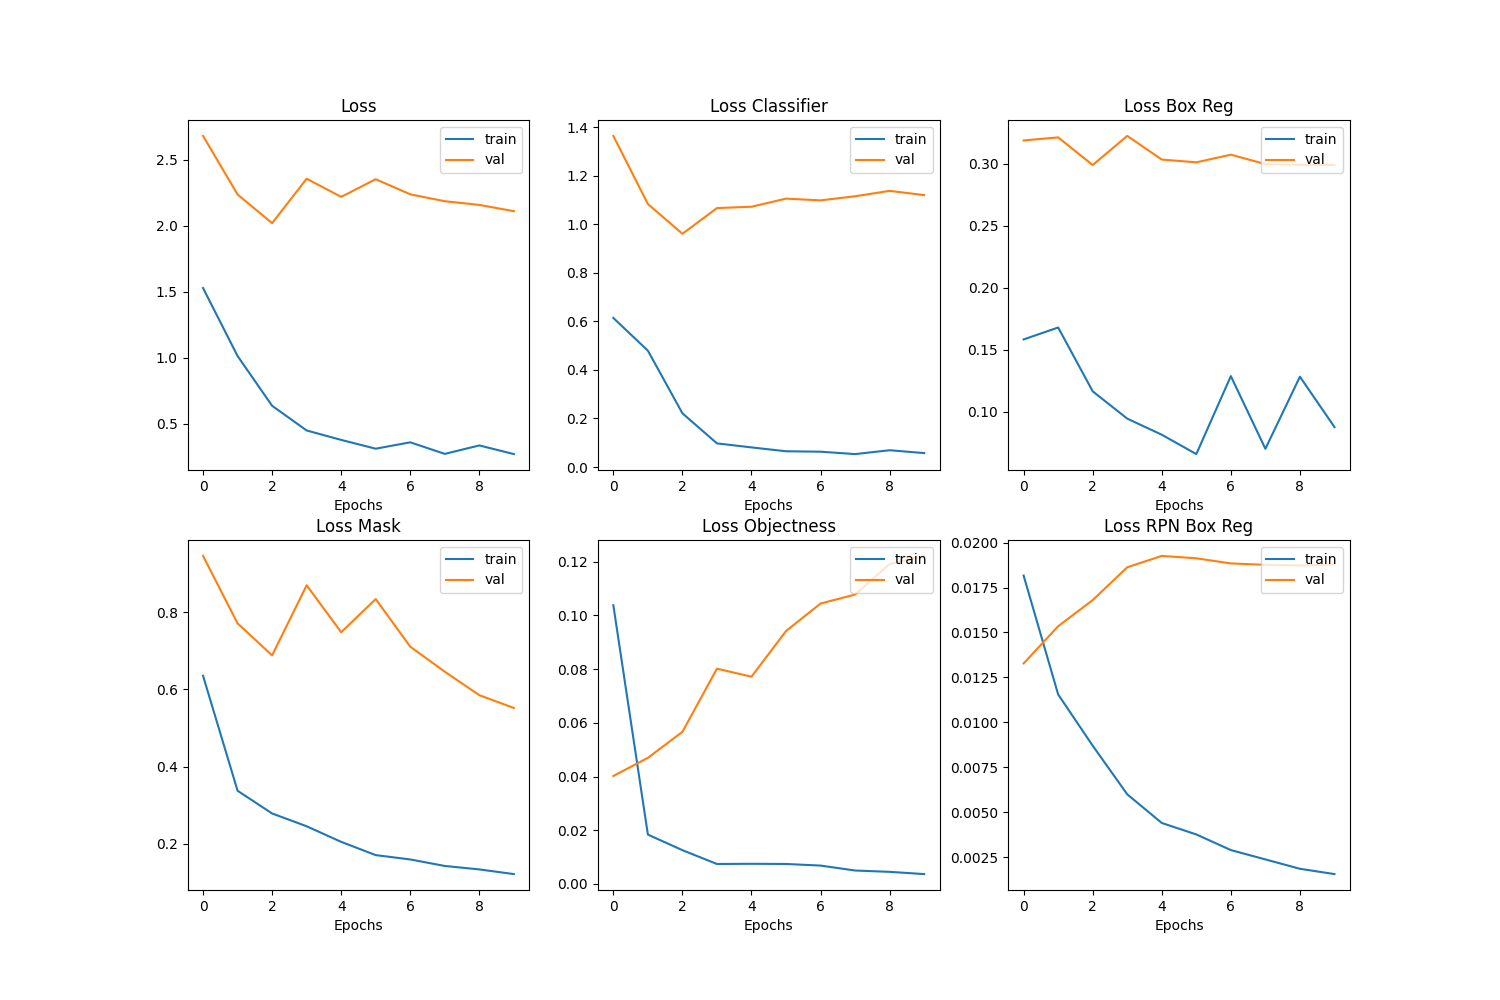 Loss
train
val
2.5
2.0
1.5
1.0
0.5
0 2 4 6 8
Epochs
Loss Classifier
train
val
1.4
1.2
1.0
0.8
0.6
0.4
0.2
0.0
0 2 4 6 8
Epochs
Loss Box Reg
train
val
0.30
0.25
0.20
0.15
0.10
0 2 4 6 8
Epochs
Loss Mask
train
val
0.8
0.6
0.4
0.2
0 2 4 6 8
Epochs
Loss Objectness
train
val
0.12
0.10
0.08
0.06
0.04
0.02
0.00
0 2 4 6 8
Epochs
Loss RPN Box Reg
train
val
0.0200
0.0175
0.0150
0.0125
0.0100
0.0075
0.0050
0.0025
0 2 4 6 8
Epochs